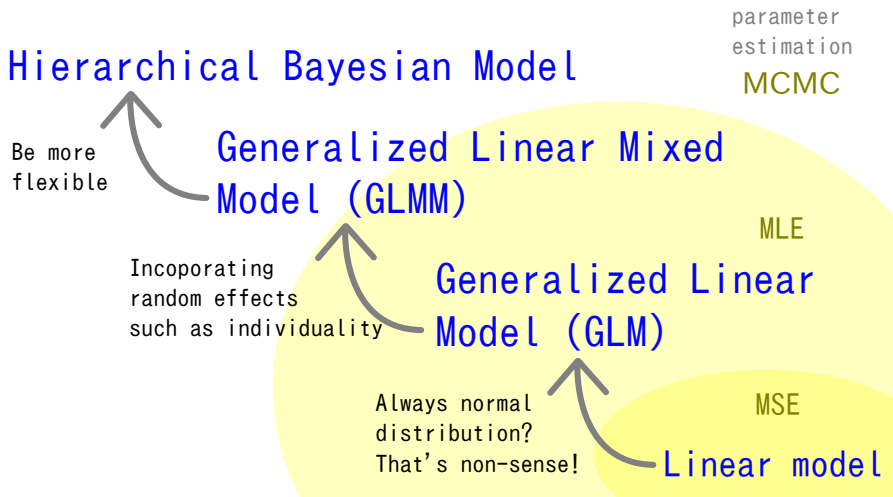 parameter
estimation
MCMC
Hierarchical Bayesian Model
Be more
flexible
Generalized Linear Mixed
Model (GLMM)
MLE
Incoporating
random effects
such as individuality
Generalized Linear
Model (GLM)
Always normal
distribution?
That's non-sense!
MSE
Linear model